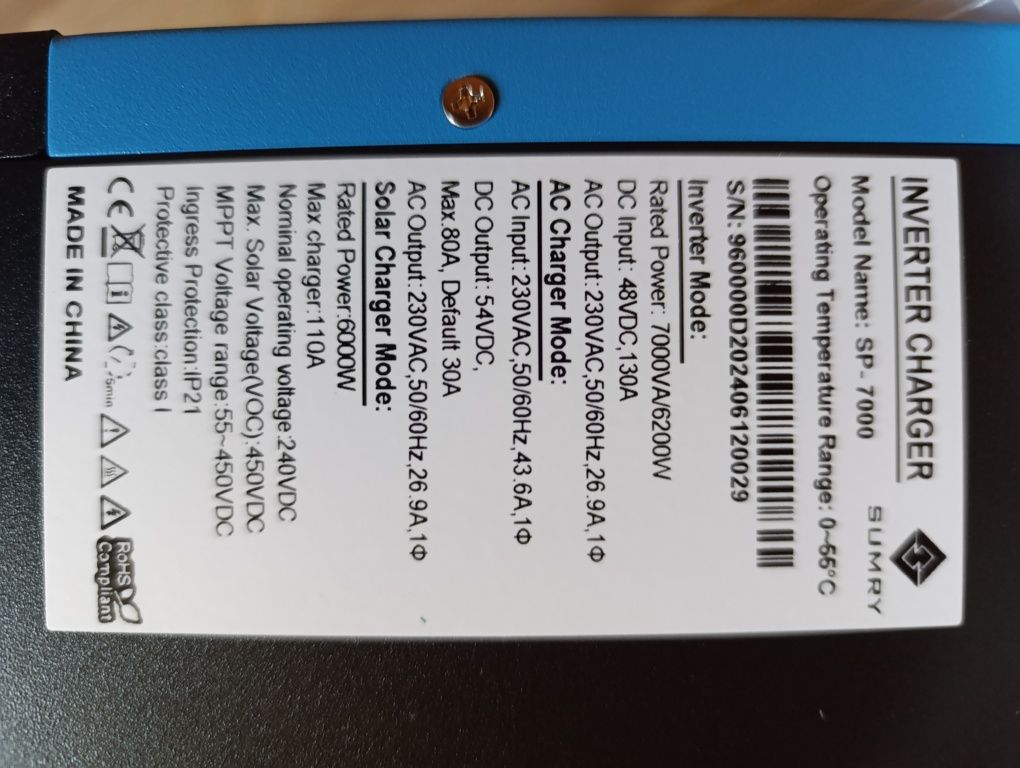 INVERTER CHARGER
SUMRY
Model Name: SP-7000
Operating Temperature Range: 0~55°C
S/N: 960000D202406120029
Inverter Mode:
Rated Power: 7000VA/6200W
DC Input: 48VDC,130A
AC Output:230VAC,50/60Hz,26.9A,1Φ
AC Charger Mode:
AC Input:230VAC,50/60Hz,43.6A,1Φ
DC Output: 54VDC,
Max.80A, Default 30A
AC Output:230VAC,50/60Hz,26.9A,1Φ
Solar Charger Mode:
Rated Power:6000W
Max charger:110A
Nominal operating voltage:240VDC
Max. Solar Voltage(VOC):450VDC
MPPT Voltage range:55~450VDC
Ingress Protection:IP21
Protective class:class I
CE
5min
RoHS
Compliant
MADE IN CHINA